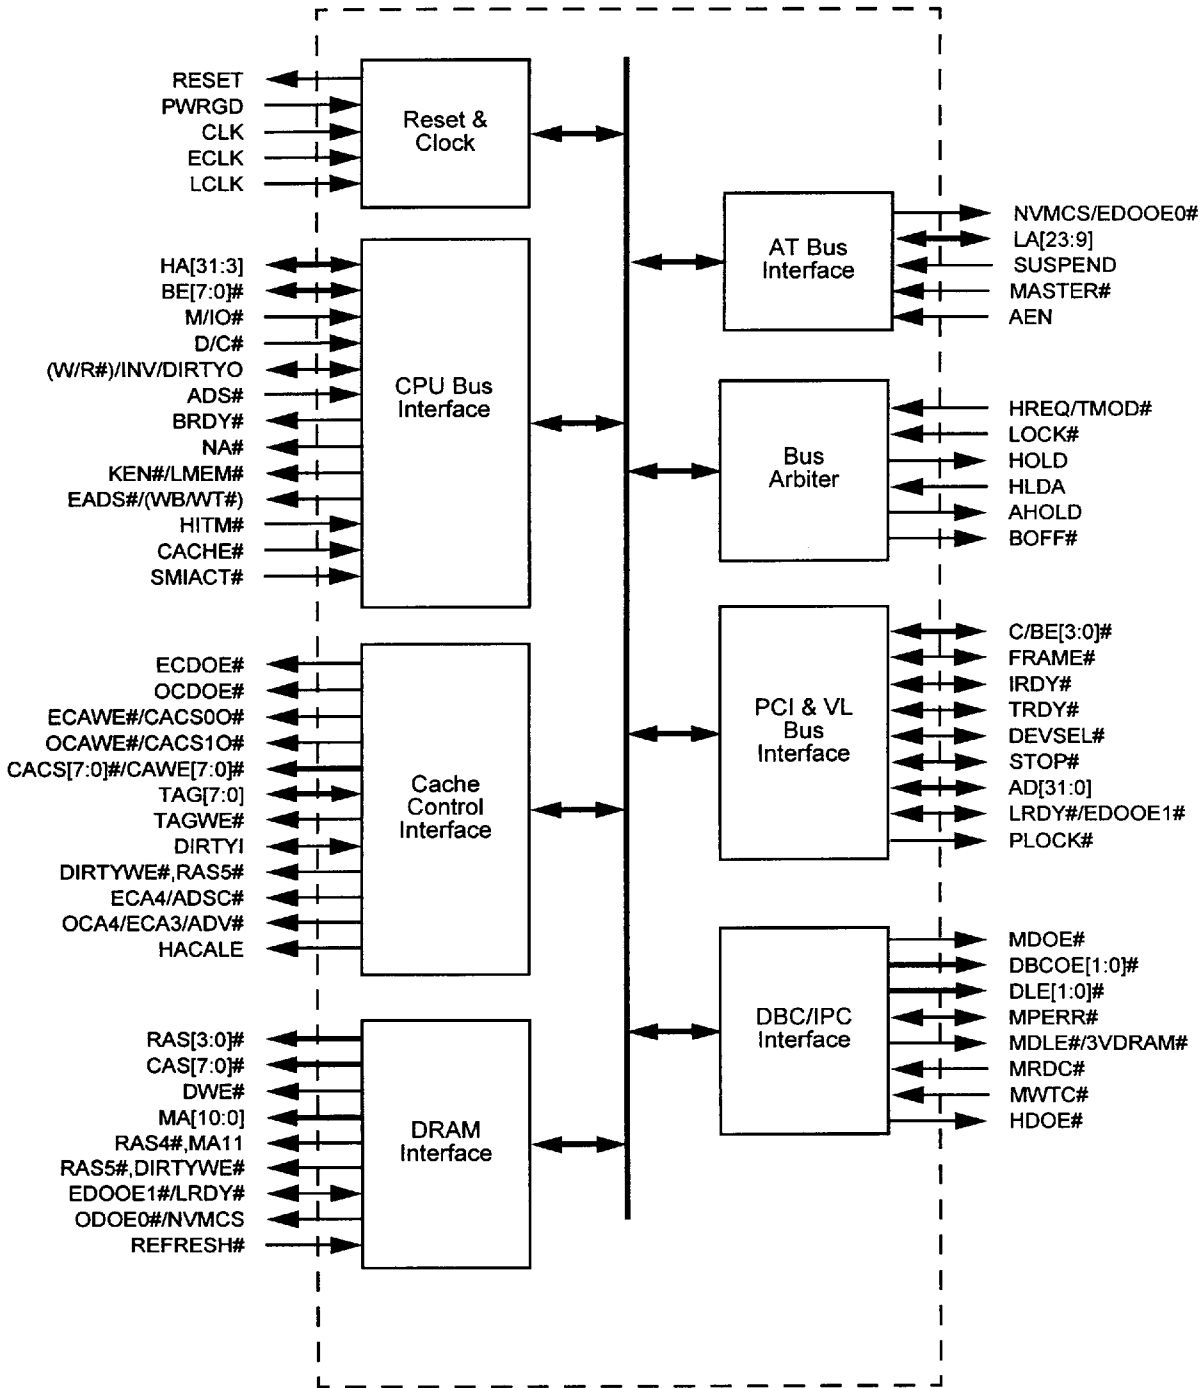 RESET
PWRGD
CLK
ECLK
LCLK
Reset &
Clock
HA[31:3]
BE[7:0]#
M/IO#
D/C#
(W/R#)/INV/DIRTYO
ADS#
BRDY#
NA#
KEN#/LMEM#
EADS#/(WB/WT#)
HITM#
CACHE#
SMIACT#
CPU Bus
Interface
ECDOE#
OCDOE#
ECAWE#/CACS0O#
OCAWE#/CACS1O#
CACS[7:0]#/CAWE[7:0]#
TAG[7:0]
TAGWE#
DIRTYI
DIRTYWE#,RAS5#
ECA4/ADSC#
OCA4/ECA3/ADV#
HACALE
Cache
Control
Interface
RAS[3:0]#
CAS[7:0]#
DWE#
MA[10:0]
RAS4#,MA11
RAS5#,DIRTYWE#
EDOOE1#/LRDY#
ODOE0#/NVMCS
REFRESH#
DRAM
Interface
AT Bus
Interface
NVMCS/EDOOE0#
LA[23:9]
SUSPEND
MASTER#
AEN
Bus
Arbiter
HREQ/TMOD#
LOCK#
HOLD
HLDA
AHOLD
BOFF#
PCI & VL
Bus
Interface
C/BE[3:0]#
FRAME#
IRDY#
TRDY#
DEVSEL#
STOP#
AD[31:0]
LRDY#/EDOOE1#
PLOCK#
DBC/IPC
Interface
MDOE#
DBCOE[1:0]#
DLE[1:0]#
MPERR#
MDLE#/3VDRAM#
MRDC#
MWTC#
HDOE#